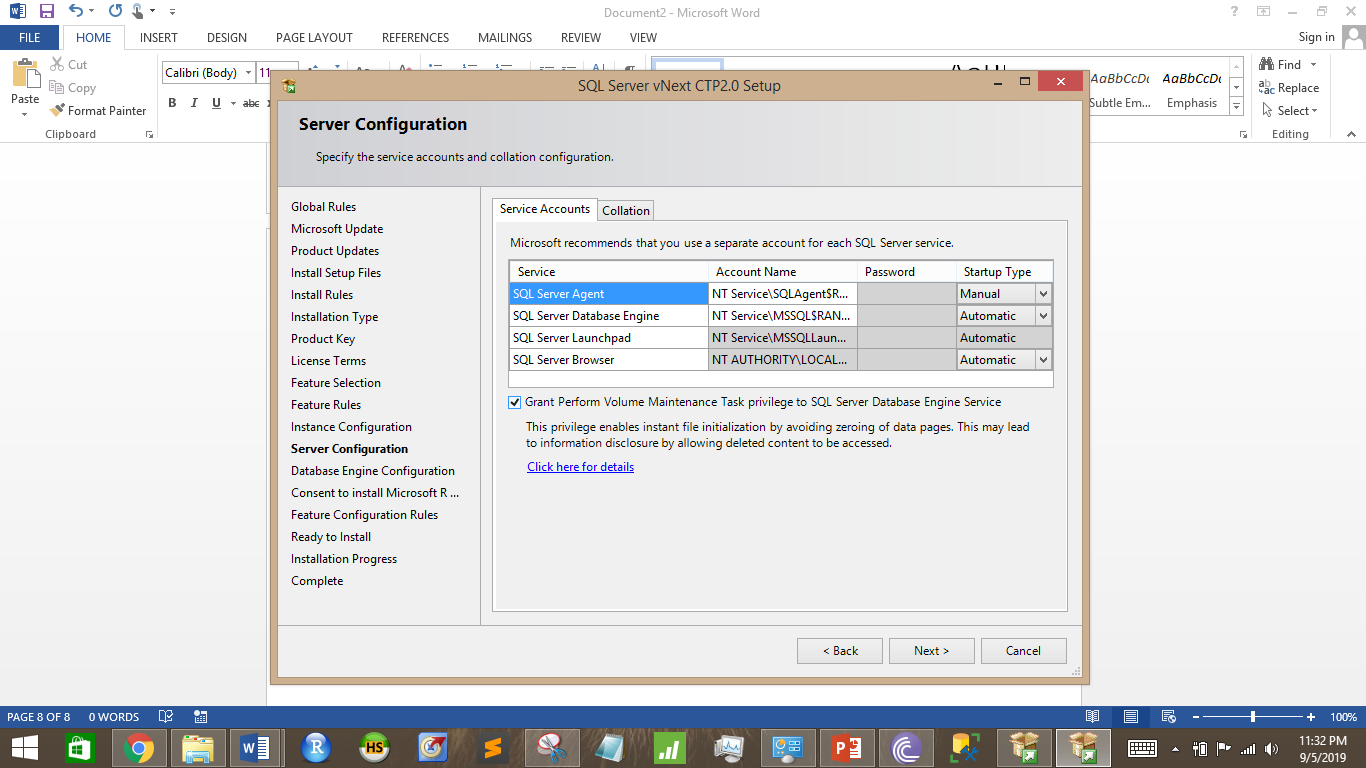 Document2 - Microsoft Word
FILE HOME INSERT DESIGN PAGE LAYOUT REFERENCES MAILINGS REVIEW VIEW Sign in
Cut
Copy
Format Painter
Paste
Clipboard
Calibri (Body) 11
B I U abc
AaBbCcDc AaBbCcDc
Subtle Em... Emphasis
Find
Replace
Select
Editing
SQL Server vNext CTP2.0 Setup
Server Configuration
Specify the service accounts and collation configuration.
Global Rules
Microsoft Update
Product Updates
Install Setup Files
Install Rules
Installation Type
Product Key
License Terms
Feature Selection
Feature Rules
Instance Configuration
Server Configuration
Database Engine Configuration
Consent to install Microsoft R ...
Feature Configuration Rules
Ready to Install
Installation Progress
Complete
Service Accounts Collation
Microsoft recommends that you use a separate account for each SQL Server service.
Service Account Name Password Startup Type
SQL Server Agent NT Service\SQLAgent$R... Manual
SQL Server Database Engine NT Service\MSSQL$RAN... Automatic
SQL Server Launchpad NT Service\MSSQLLaun... Automatic
SQL Server Browser NT AUTHORITY\LOCAL... Automatic
Grant Perform Volume Maintenance Task privilege to SQL Server Database Engine Service
This privilege enables instant file initialization by avoiding zeroing of data pages. This may lead
to information disclosure by allowing deleted content to be accessed.
Click here for details
< Back Next > Cancel
PAGE 8 OF 8 0 WORDS 100%
11:32 PM
9/5/2019